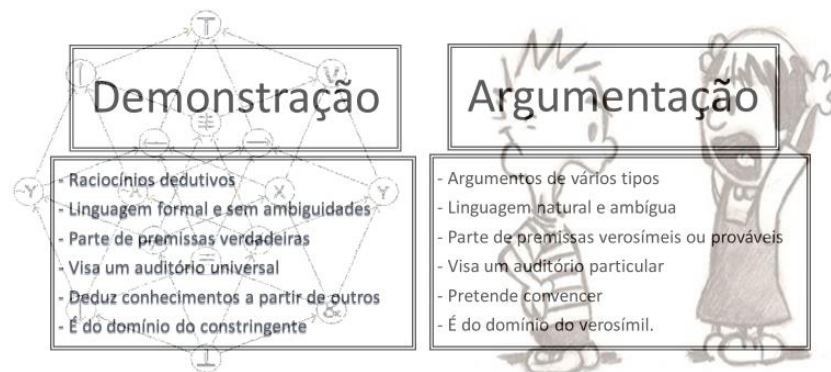 Demonstração
- Raciocínios dedutivos
- Linguagem formal e sem ambiguidades
- Parte de premissas verdadeiras
- Visa um auditório universal
- Deduz conhecimentos a partir de outros
- É do domínio do constringente
Argumentação
- Argumentos de vários tipos
- Linguagem natural e ambígua
- Parte de premissas verosímeis ou prováveis
- Visa um auditório particular
- Pretende convencer
- É do domínio do verosímil.